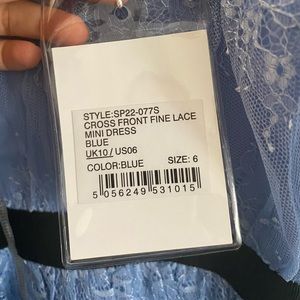 STYLE:SP22-077S
CROSS FRONT FINE LACE
MINI DRESS
BLUE
UK10 / US06
COLOR:BLUE SIZE: 6
5 056249 531015